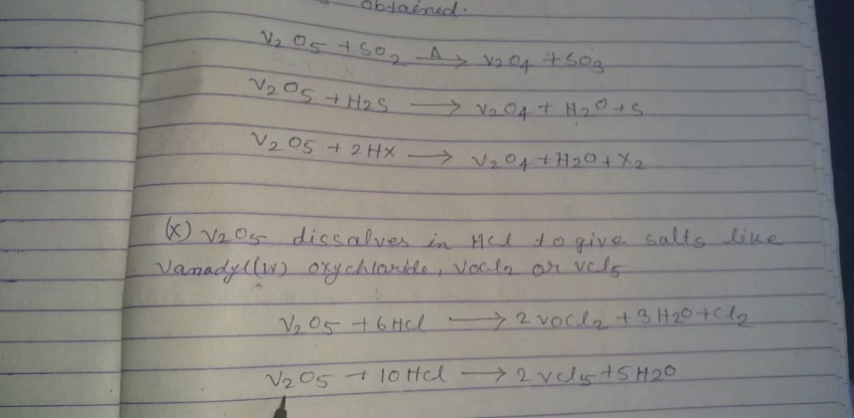 obtained.
V2O5 + SO2 —Δ→ V2O4 + SO3
V2O5 + H2S → V2O4 + H2O + S
V2O5 + 2HX → V2O4 + H2O + X2
(X) V2O5 dissalves in HCl to give salts like
Vanadyl(IV) oxychloride, VOCl2 or VCl5
V2O5 + 6HCl → 2VOCl2 + 3H2O + Cl2
V2O5 + 10HCl → 2VCl5 + 5H2O